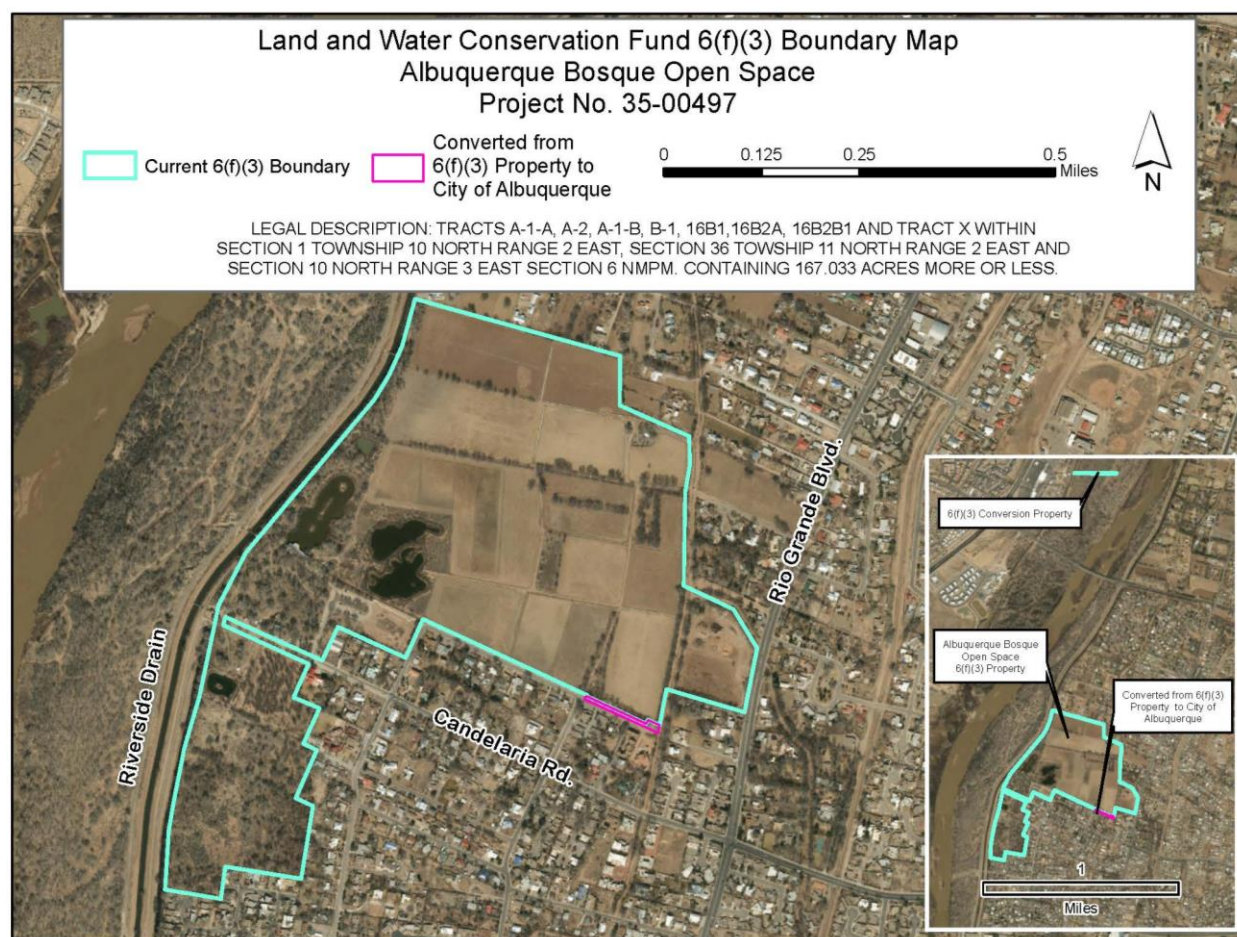 Land and Water Conservation Fund 6(f)(3) Boundary Map
Albuquerque Bosque Open Space
Project No. 35-00497
Current 6(f)(3) Boundary
Converted from
6(f)(3) Property to
City of Albuquerque
0 0.125 0.25 0.5
Miles
N
LEGAL DESCRIPTION: TRACTS A-1-A, A-2, A-1-B, B-1, 16B1,16B2A, 16B2B1 AND TRACT X WITHIN
SECTION 1 TOWNSHIP 10 NORTH RANGE 2 EAST, SECTION 36 TOWSHIP 11 NORTH RANGE 2 EAST AND
SECTION 10 NORTH RANGE 3 EAST SECTION 6 NMPM. CONTAINING 167.033 ACRES MORE OR LESS.
Rio Grande Blvd.
Riverside Drain
Candelaria Rd.
6(f)(3) Conversion Property
Albuquerque Bosque
Open Space
6(f)(3) Property
Converted from 6(f)(3)
Property to City of
Albuquerque
1
Miles